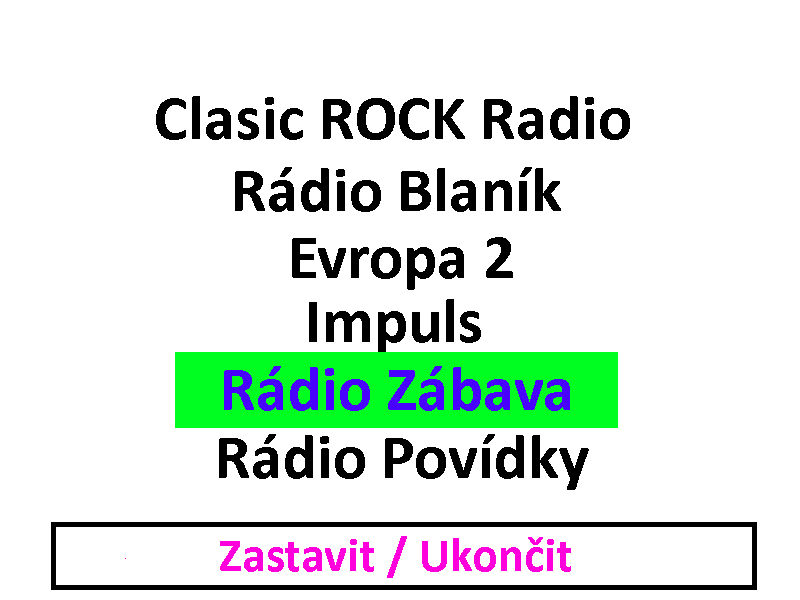 Clasic ROCK Radio
Rádio Blaník
Evropa 2
Impuls
Rádio Zábava
Rádio Povídky
Zastavit / Ukončit